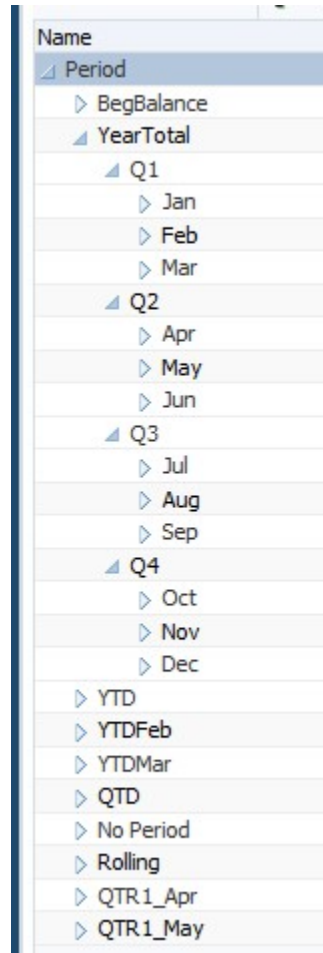 Name
Period
BegBalance
YearTotal
Q1
Jan
Feb
Mar
Q2
Apr
May
Jun
Q3
Jul
Aug
Sep
Q4
Oct
Nov
Dec
YTD
YTDFeb
YTDMar
QTD
No Period
Rolling
QTR1_Apr
QTR1_May